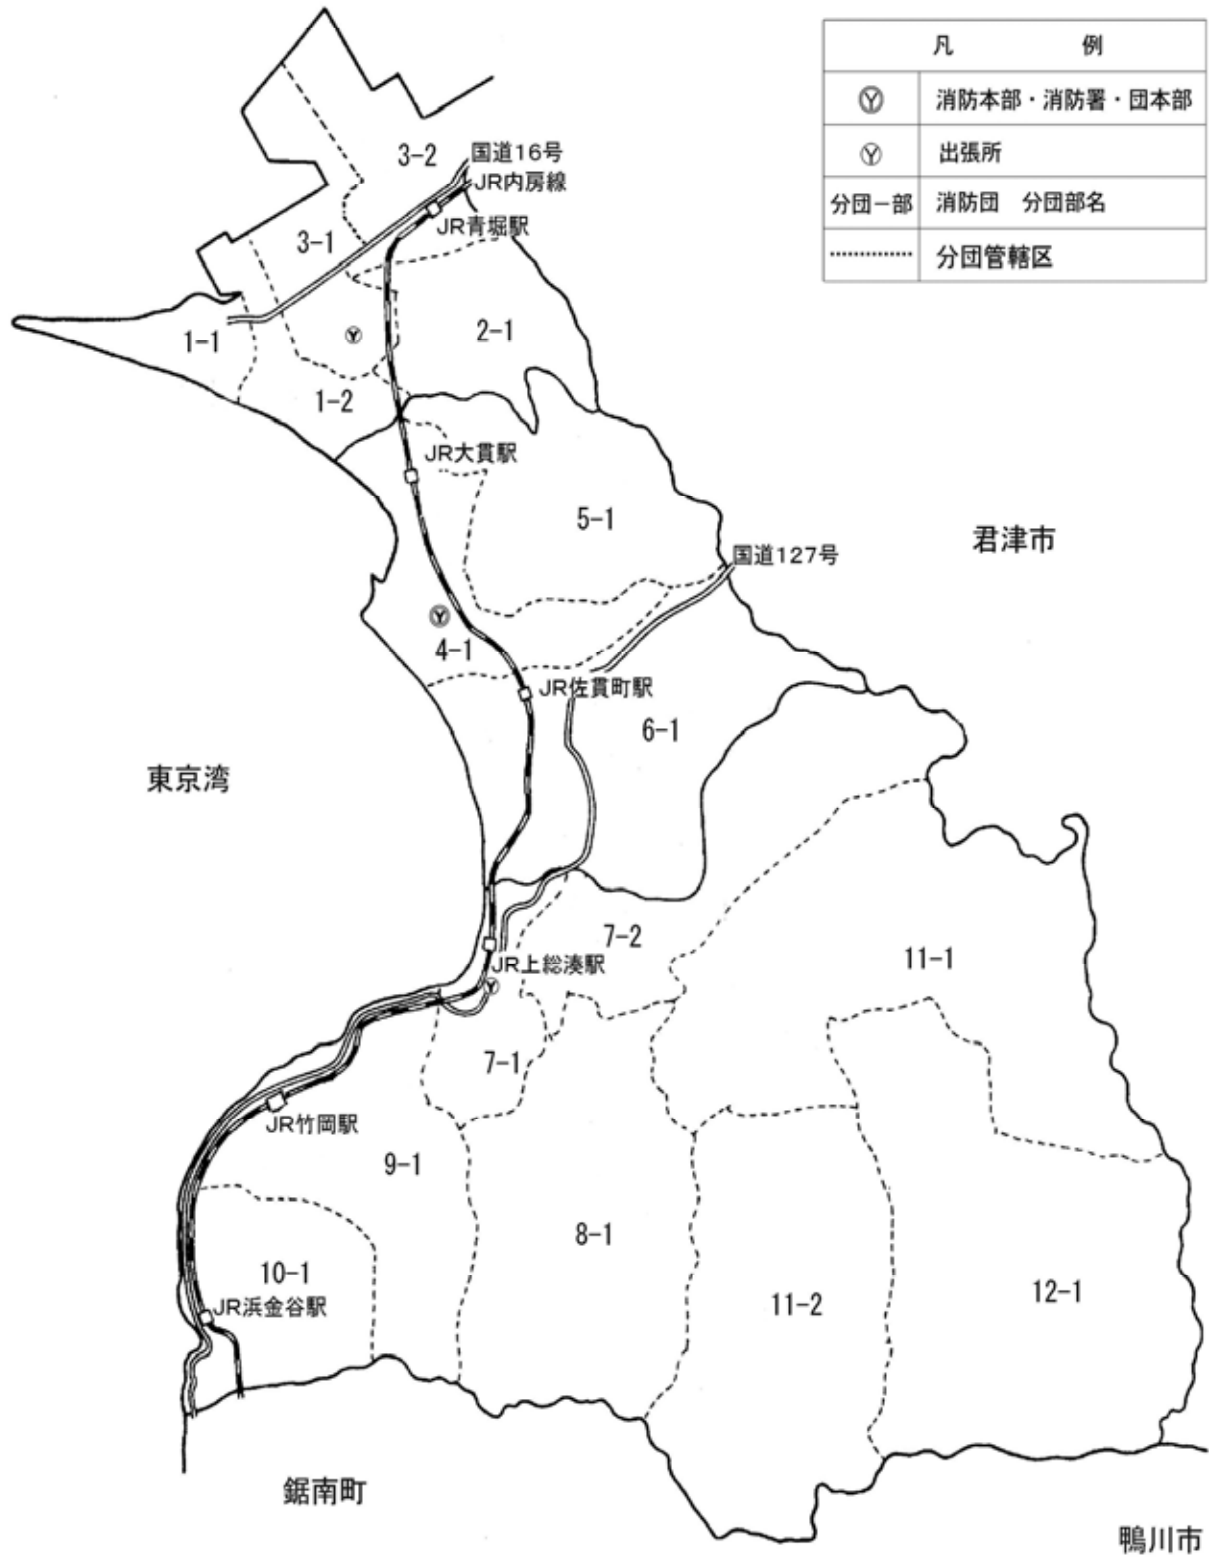 凡　例
Ⓨ 消防本部・消防署・団本部
Ⓨ 出張所
分団－部 消防団　分団部名
分団管轄区
3-2
国道16号
JR内房線
JR青堀駅
3-1
2-1
1-1
1-2
JR大貫駅
5-1
君津市
国道127号
4-1
JR佐貫町駅
6-1
東京湾
7-2
11-1
JR上総湊駅
7-1
JR竹岡駅
9-1
8-1
10-1
JR浜金谷駅
11-2
12-1
鋸南町
鴨川市